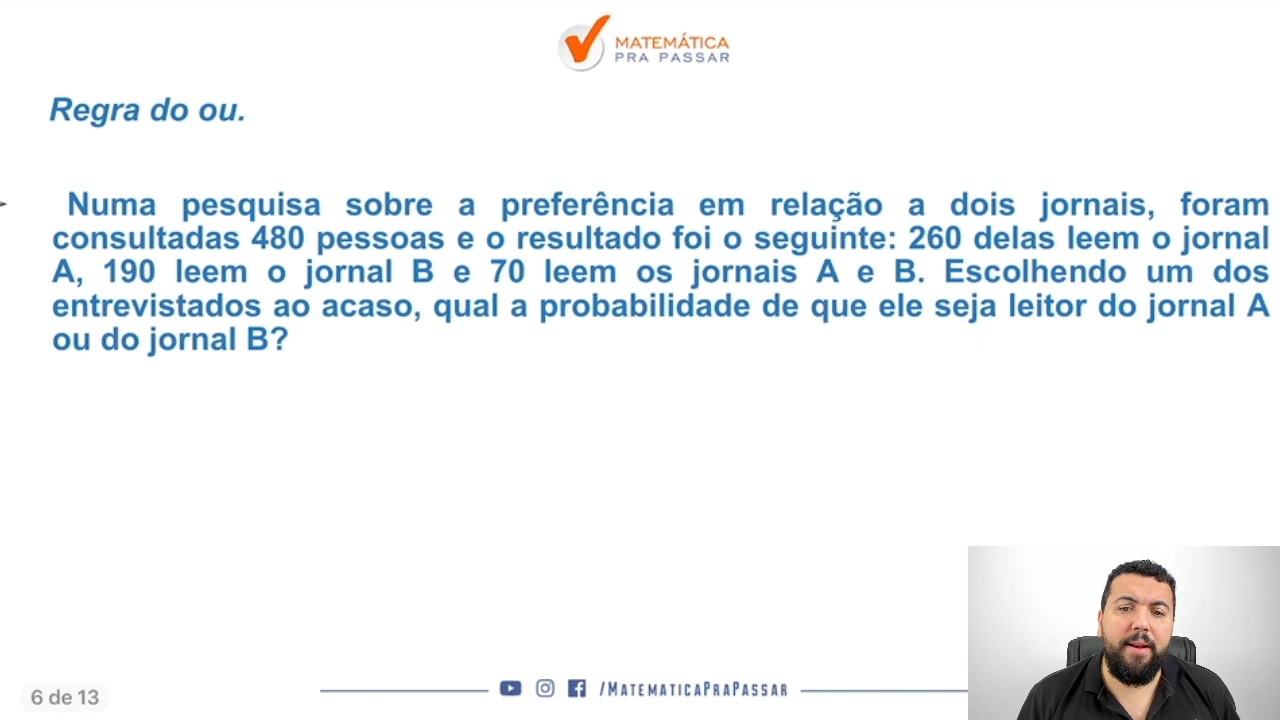 MATEMÁTICA
PRA PASSAR
Regra do ou.
Numa pesquisa sobre a preferência em relação a dois jornais, foram
consultadas 480 pessoas e o resultado foi o seguinte: 260 delas leem o jornal
A, 190 leem o jornal B e 70 leem os jornais A e B. Escolhendo um dos
entrevistados ao acaso, qual a probabilidade de que ele seja leitor do jornal A
ou do jornal B?
6 de 13
/MATEMATICAPRAPASSAR